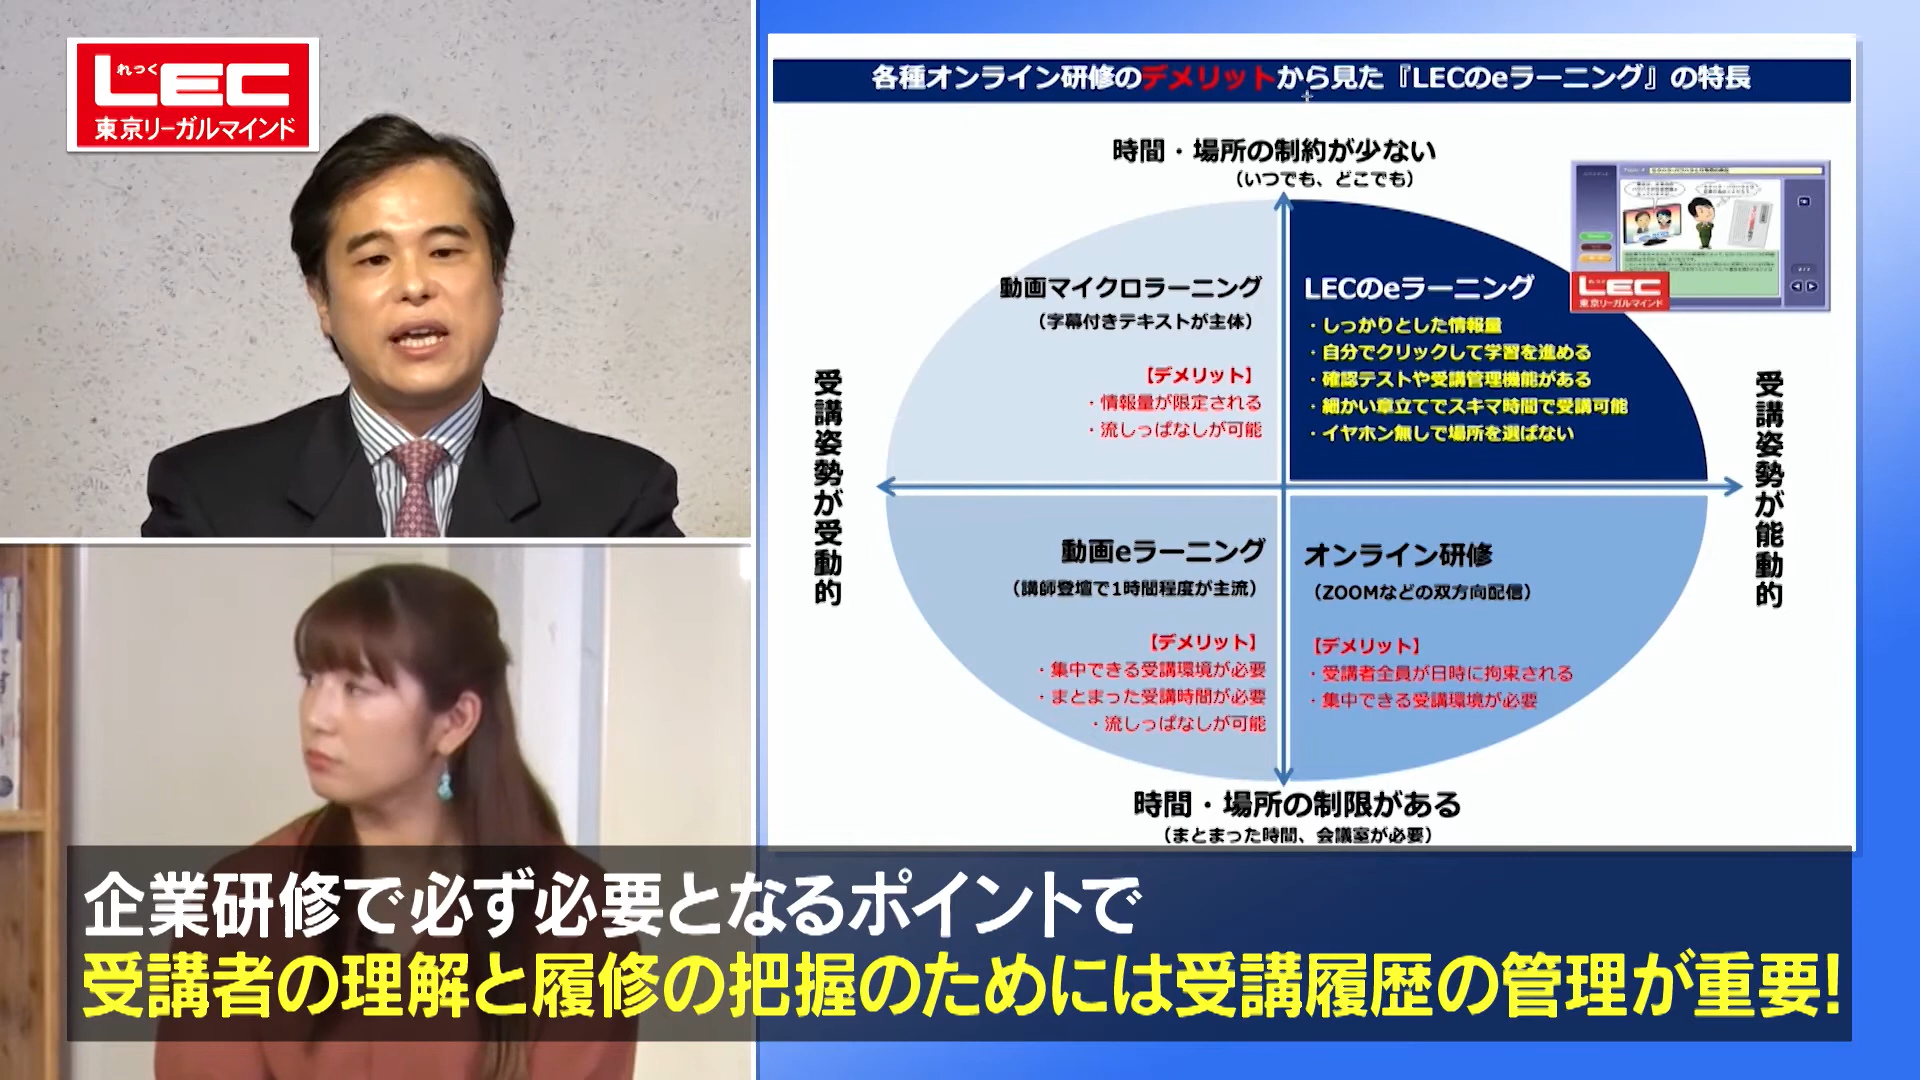 れっく
LEC
東京リーガルマインド
各種オンライン研修のデメリットから見た『LECのeラーニング』の特長
時間・場所の制約が少ない
（いつでも、どこでも）
動画マイクロラーニング
（字幕付きテキストが主体）
【デメリット】
・情報量が限定される
・流しっぱなしが可能
LECのeラーニング
・しっかりとした情報量
・自分でクリックして学習を進める
・確認テストや受講管理機能がある
・細かい章立てでスキマ時間で受講可能
・イヤホン無しで場所を選ばない
LEC
東京リーガルマインド
受講姿勢が受動的
受講姿勢が能動的
動画eラーニング
（講師登壇で1時間程度が主流）
【デメリット】
・集中できる受講環境が必要
・まとまった受講時間が必要
・流しっぱなしが可能
オンライン研修
（ZOOMなどの双方向配信）
【デメリット】
・受講者全員が日時に拘束される
・集中できる受講環境が必要
時間・場所の制限がある
（まとまった時間、会議室が必要）
企業研修で必ず必要となるポイントで
受講者の理解と履修の把握のためには受講履歴の管理が重要!